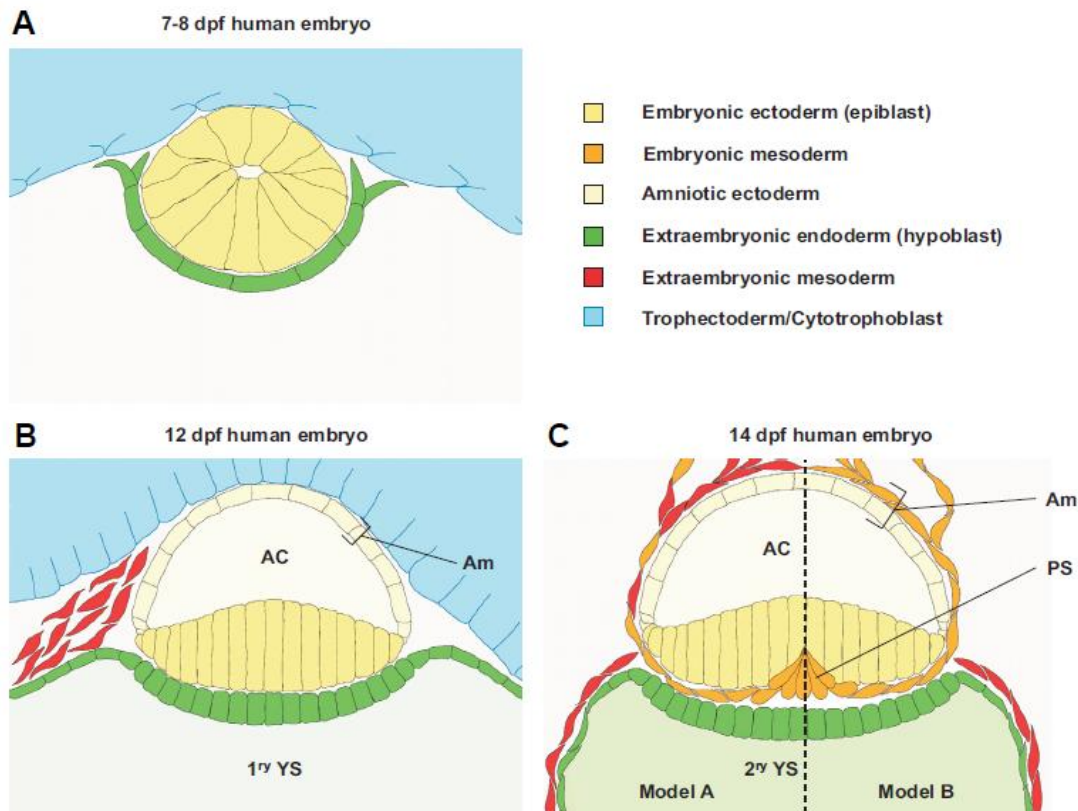 A
7-8 dpf human embryo
Embryonic ectoderm (epiblast)
Embryonic mesoderm
Amniotic ectoderm
Extraembryonic endoderm (hypoblast)
Extraembryonic mesoderm
Trophectoderm/Cytotrophoblast
B
12 dpf human embryo
AC
Am
1ry YS
C
14 dpf human embryo
Am
AC
PS
2ry YS
Model A
Model B